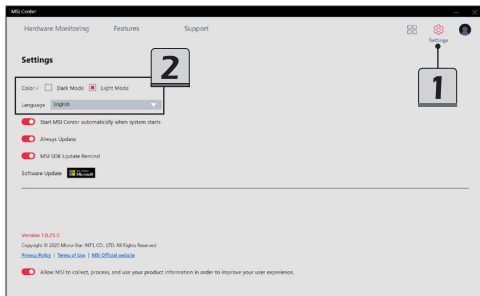 MSI Center
Hardware Monitoring Features Support
Settings
Settings
1
2
Color : Dark Mode Light Mode
Language English
Start MSI Center automatically when system starts
Always Update
MSI SDK Update Remind
Software Update Microsoft
Version 1.0.25.0
Copyright © 2020 Micro-Star INT'L CO., LTD. All Rights Reserved
Privacy Policy | Terms of Use | MSI Official website
Allow MSI to collect, process, and use your product information in order to improve your user experience.